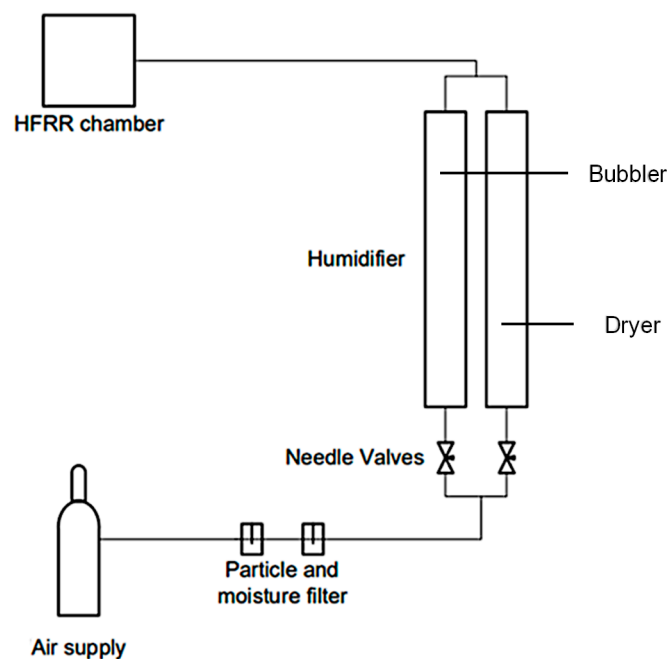 HFRR chamber
Bubbler
Humidifier
Dryer
Needle Valves
Particle and
moisture filter
Air supply